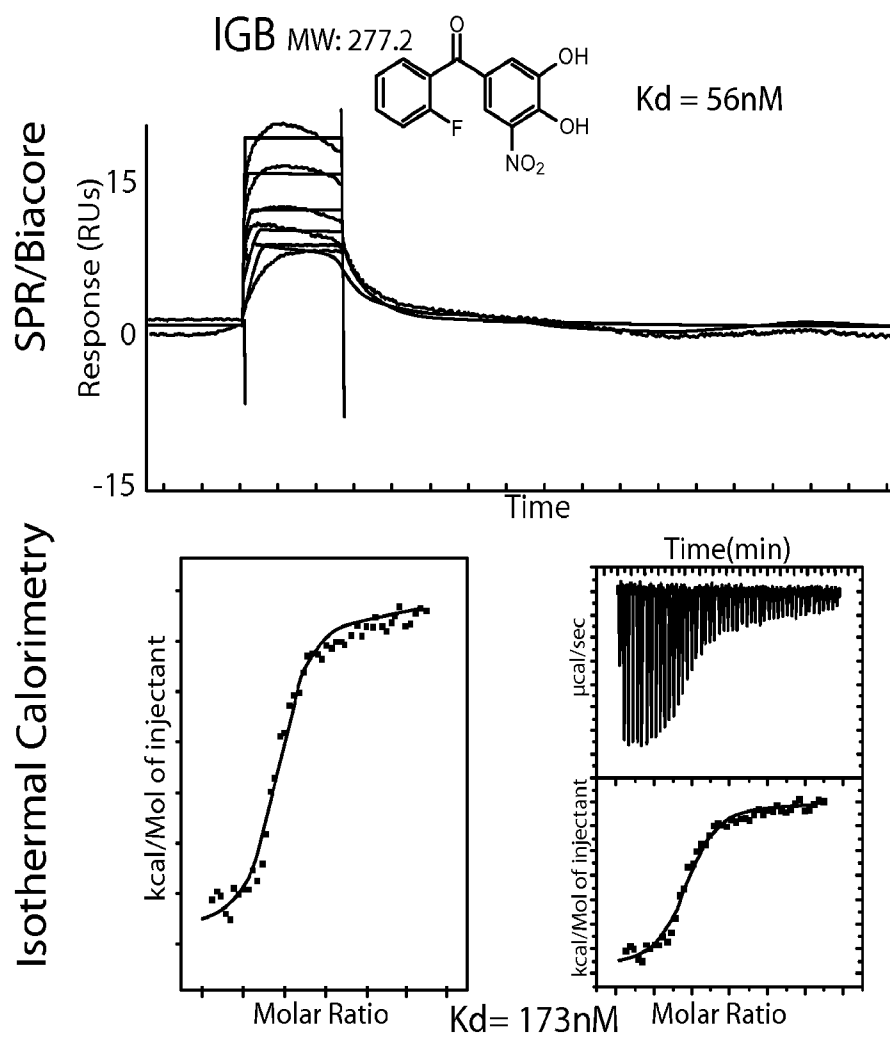 IGB MW: 277.2
O
OH
F
OH
NO₂
Kd = 56nM
SPR/Biacore
Response (RUs)
15
0
-15
Time
Isothermal Calorimetry
kcal/Mol of injectant
Molar Ratio
Time(min)
µcal/sec
kcal/Mol of injectant
Molar Ratio
Kd= 173nM